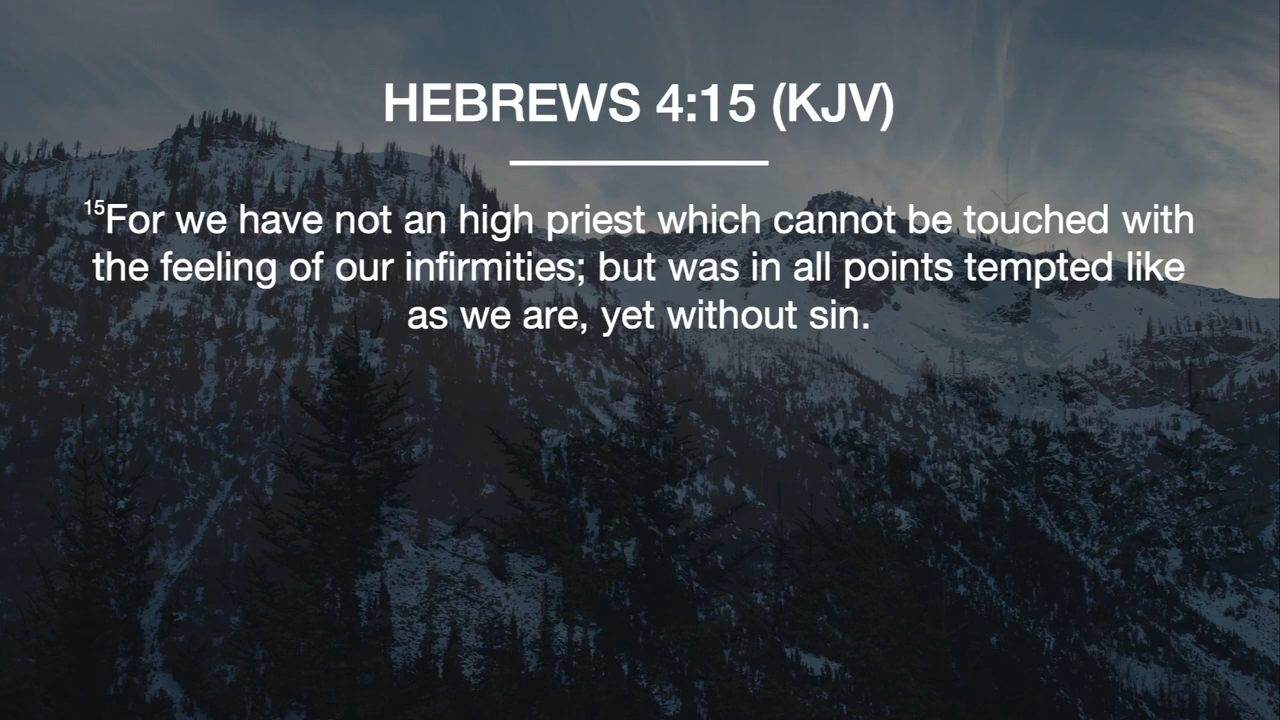 HEBREWS 4:15 (KJV)
15For we have not an high priest which cannot be touched with
the feeling of our infirmities; but was in all points tempted like
as we are, yet without sin.